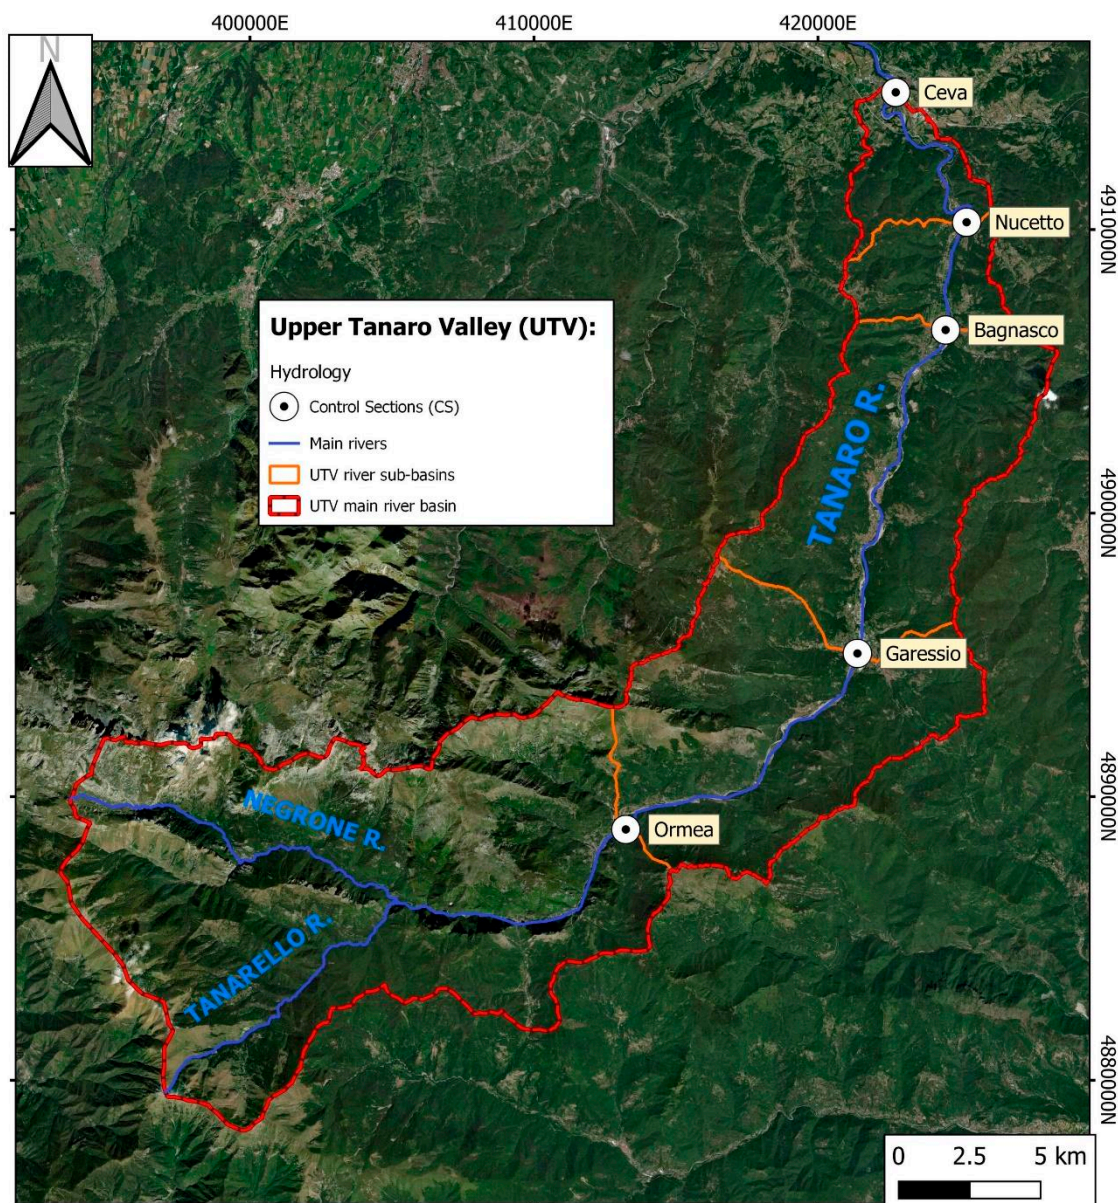 400000E
410000E
420000E
N
Ceva
4910000N
Nucetto
Upper Tanaro Valley (UTV):
Hydrology
Control Sections (CS)
Main rivers
UTV river sub-basins
UTV main river basin
Bagnasco
TANARO R.
4900000N
Garessio
4890000N
NEGRONE R.
Ormea
TANARELLO R.
4880000N
0 2.5 5 km